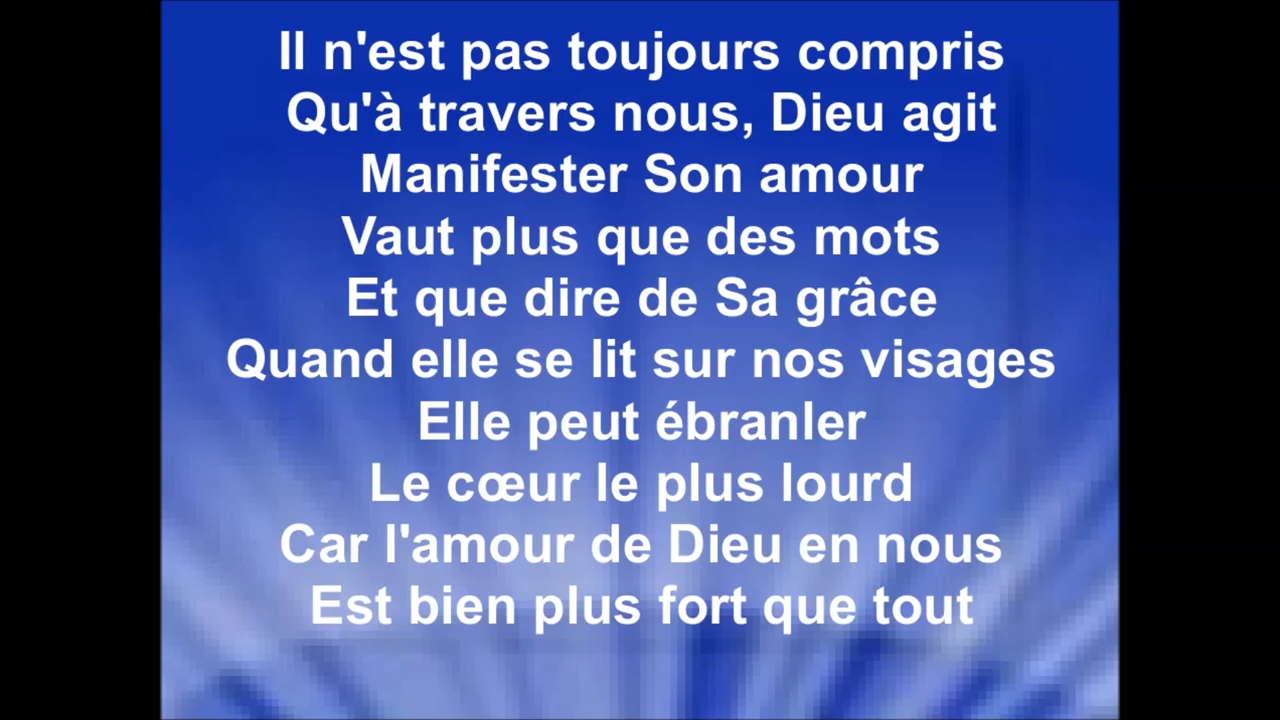 Il n'est pas toujours compris
Qu'à travers nous, Dieu agit
Manifester Son amour
Vaut plus que des mots
Et que dire de Sa grâce
Quand elle se lit sur nos visages
Elle peut ébranler
Le cœur le plus lourd
Car l'amour de Dieu en nous
Est bien plus fort que tout